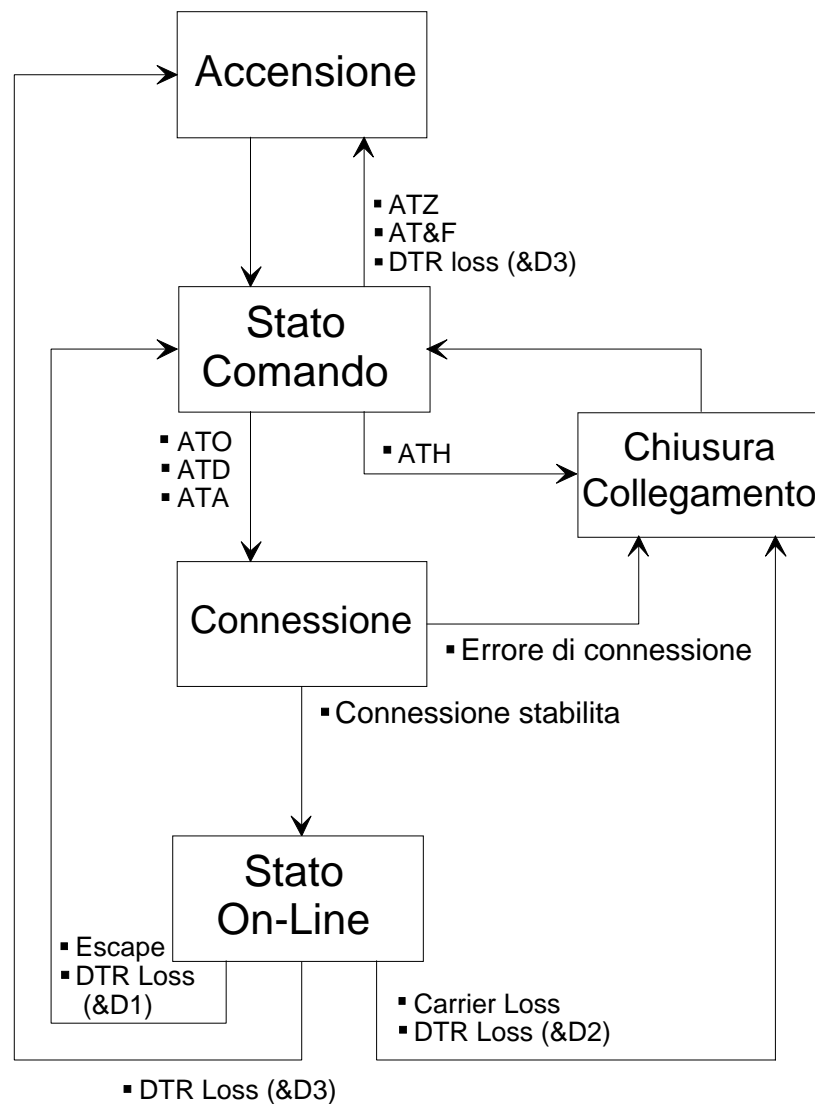 Accensione
▪ ATZ
▪ AT&F
▪ DTR loss (&D3)
Stato
Comando
▪ ATO
▪ ATD
▪ ATA
▪ ATH
Chiusura
Collegamento
Connessione
▪ Errore di connessione
▪ Connessione stabilita
Stato
On-Line
▪ Escape
▪ DTR Loss
(&D1)
▪ Carrier Loss
▪ DTR Loss (&D2)
▪ DTR Loss (&D3)